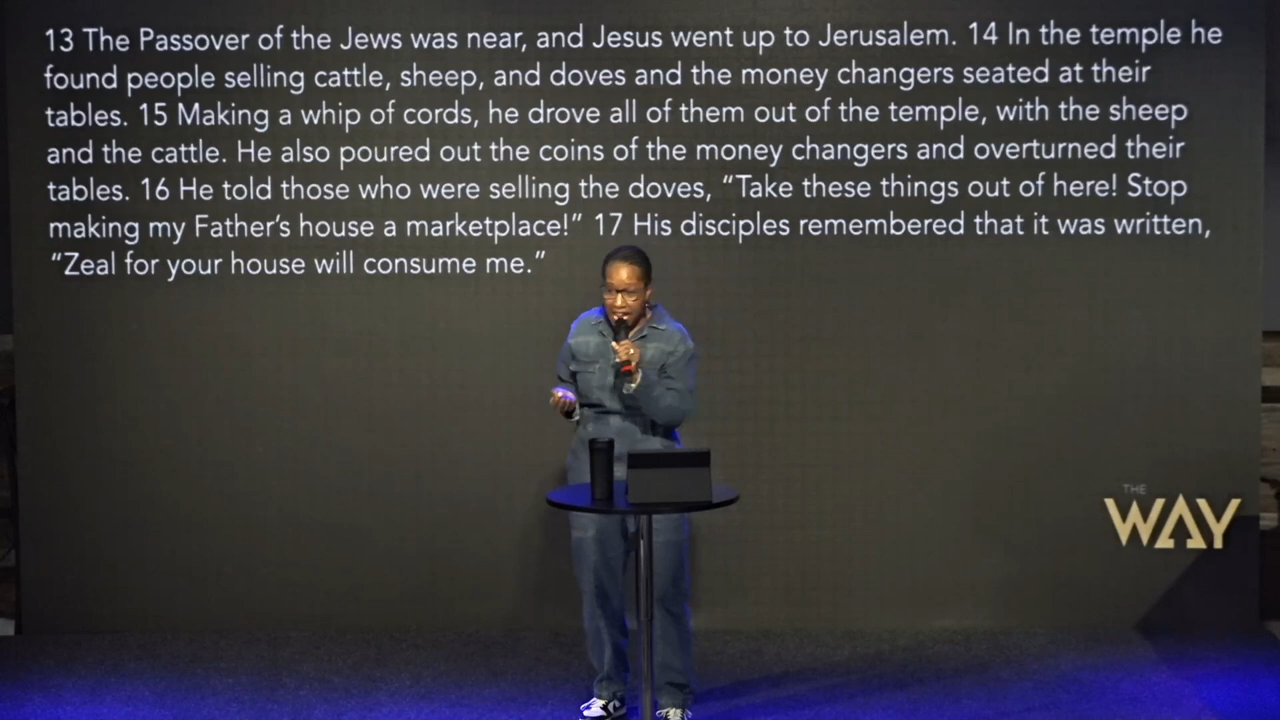 13 The Passover of the Jews was near, and Jesus went up to Jerusalem. 14 In the temple he
found people selling cattle, sheep, and doves and the money changers seated at their
tables. 15 Making a whip of cords, he drove all of them out of the temple, with the sheep
and the cattle. He also poured out the coins of the money changers and overturned their
tables. 16 He told those who were selling the doves, “Take these things out of here! Stop
making my Father’s house a marketplace!” 17 His disciples remembered that it was written,
“Zeal for your house will consume me.”
THE
WAY